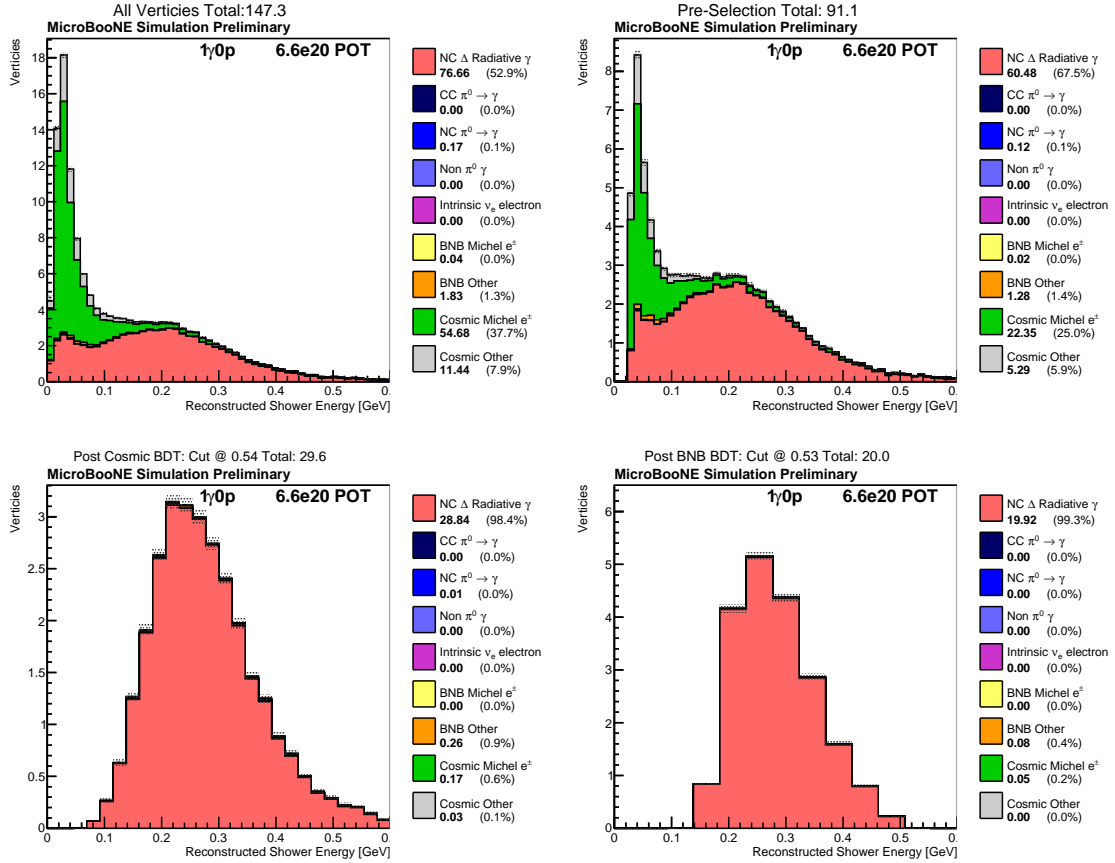 All Verticies Total:147.3
MicroBooNE Simulation Preliminary
1γ0p 6.6e20 POT
Verticies
18
16
14
12
10
8
6
4
2
0
0 0.1 0.2 0.3 0.4 0.5 0.
Reconstructed Shower Energy [GeV]
NC Δ Radiative γ
76.66 (52.9%)
CC π⁰ → γ
0.00 (0.0%)
NC π⁰ → γ
0.17 (0.1%)
Non π⁰ γ
0.00 (0.0%)
Intrinsic νₑ electron
0.00 (0.0%)
BNB Michel e±
0.04 (0.0%)
BNB Other
1.83 (1.3%)
Cosmic Michel e±
54.68 (37.7%)
Cosmic Other
11.44 (7.9%)
Pre-Selection Total: 91.1
MicroBooNE Simulation Preliminary
1γ0p 6.6e20 POT
Verticies
8
7
6
5
4
3
2
1
0
0 0.1 0.2 0.3 0.4 0.5 0.
Reconstructed Shower Energy [GeV]
NC Δ Radiative γ
60.48 (67.5%)
CC π⁰ → γ
0.00 (0.0%)
NC π⁰ → γ
0.12 (0.1%)
Non π⁰ γ
0.00 (0.0%)
Intrinsic νₑ electron
0.00 (0.0%)
BNB Michel e±
0.02 (0.0%)
BNB Other
1.28 (1.4%)
Cosmic Michel e±
22.35 (25.0%)
Cosmic Other
5.29 (5.9%)
Post Cosmic BDT: Cut @ 0.54 Total: 29.6
MicroBooNE Simulation Preliminary
1γ0p 6.6e20 POT
Verticies
3
2.5
2
1.5
1
0.5
0
0 0.1 0.2 0.3 0.4 0.5 0.
Reconstructed Shower Energy [GeV]
NC Δ Radiative γ
28.84 (98.4%)
CC π⁰ → γ
0.00 (0.0%)
NC π⁰ → γ
0.01 (0.0%)
Non π⁰ γ
0.00 (0.0%)
Intrinsic νₑ electron
0.00 (0.0%)
BNB Michel e±
0.00 (0.0%)
BNB Other
0.26 (0.9%)
Cosmic Michel e±
0.17 (0.6%)
Cosmic Other
0.03 (0.1%)
Post BNB BDT: Cut @ 0.53 Total: 20.0
MicroBooNE Simulation Preliminary
1γ0p 6.6e20 POT
Verticies
6
5
4
3
2
1
0
0 0.1 0.2 0.3 0.4 0.5 0.
Reconstructed Shower Energy [GeV]
NC Δ Radiative γ
19.92 (99.3%)
CC π⁰ → γ
0.00 (0.0%)
NC π⁰ → γ
0.00 (0.0%)
Non π⁰ γ
0.00 (0.0%)
Intrinsic νₑ electron
0.00 (0.0%)
BNB Michel e±
0.00 (0.0%)
BNB Other
0.08 (0.4%)
Cosmic Michel e±
0.05 (0.2%)
Cosmic Other
0.00 (0.0%)